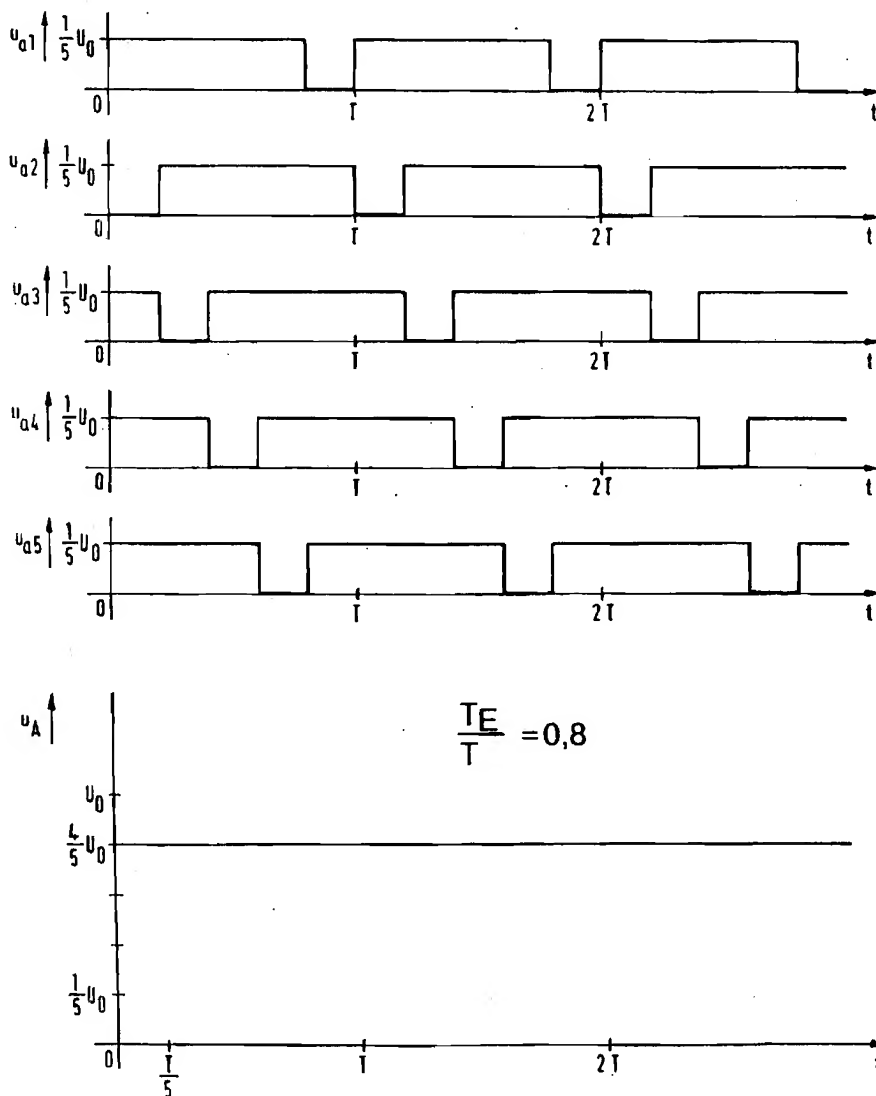 u_a1 1/5 U_0
0 T 2T t
u_a2 1/5 U_0
0 T 2T t
u_a3 1/5 U_0
0 T 2T t
u_a4 1/5 U_0
0 T 2T t
u_a5 1/5 U_0
0 T 2T t
u_A
T_E/T = 0,8
U_0
4/5 U_0
1/5 U_0
0 T/5 T 2T